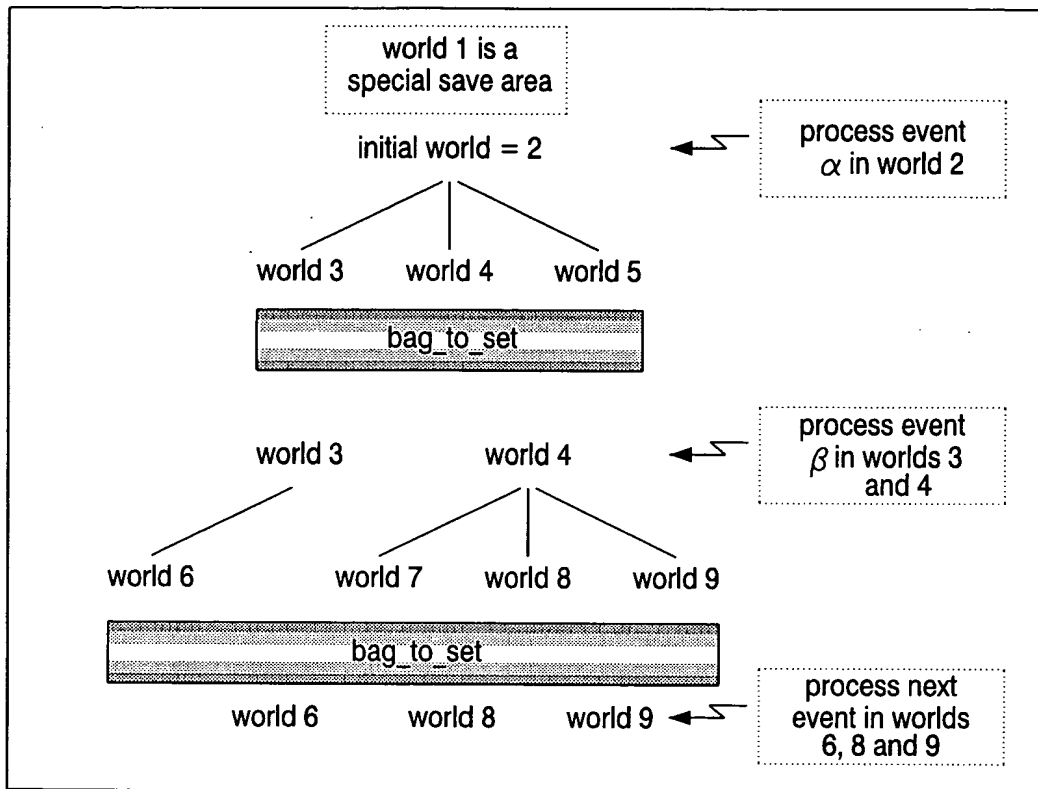 world 1 is a
special save area
initial world = 2
process event
α in world 2
world 3 world 4 world 5
bag_to_set
world 3 world 4
process event
β in worlds 3
and 4
world 6 world 7 world 8 world 9
bag_to_set
world 6 world 8 world 9
process next
event in worlds
6, 8 and 9